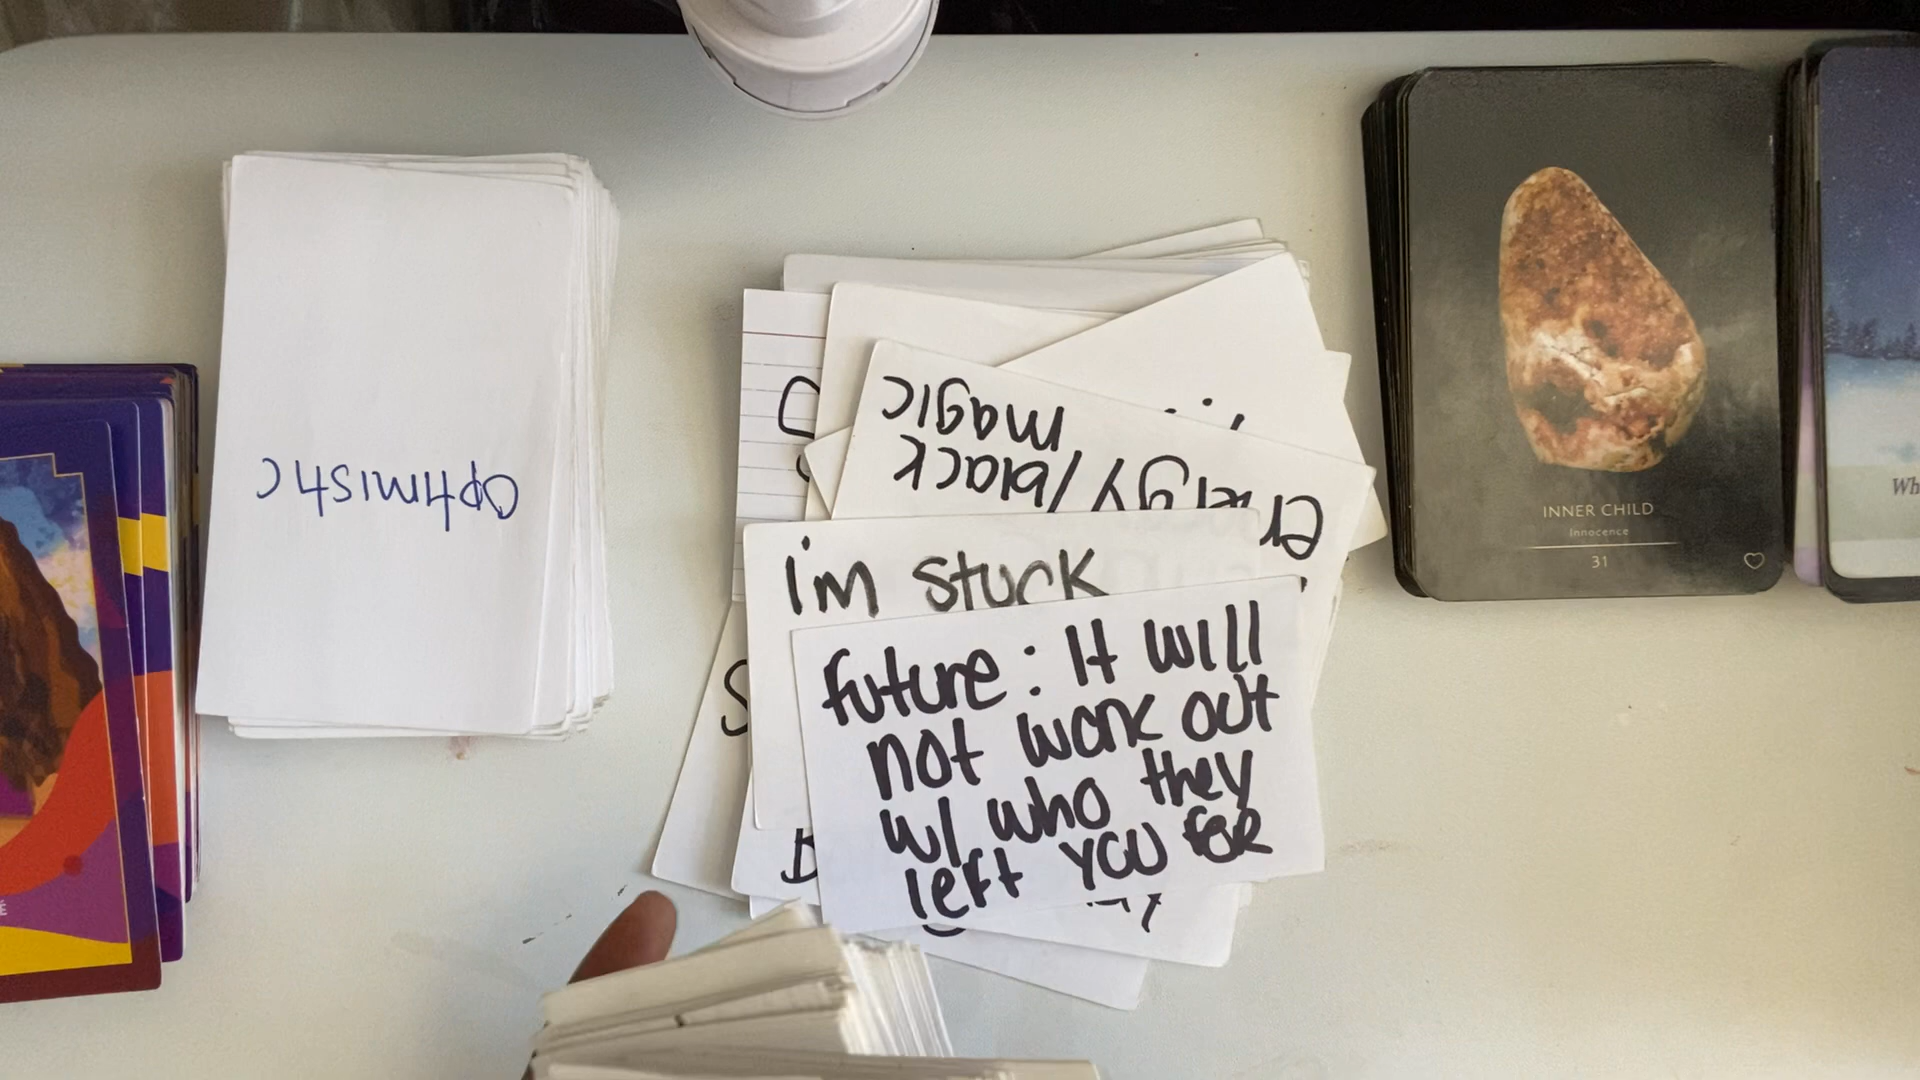 optimistic
energy/black
magic
i'm stuck
future: It will
not work out
w/ who they
left you for
INNER CHILD
Innocence
31
Wh